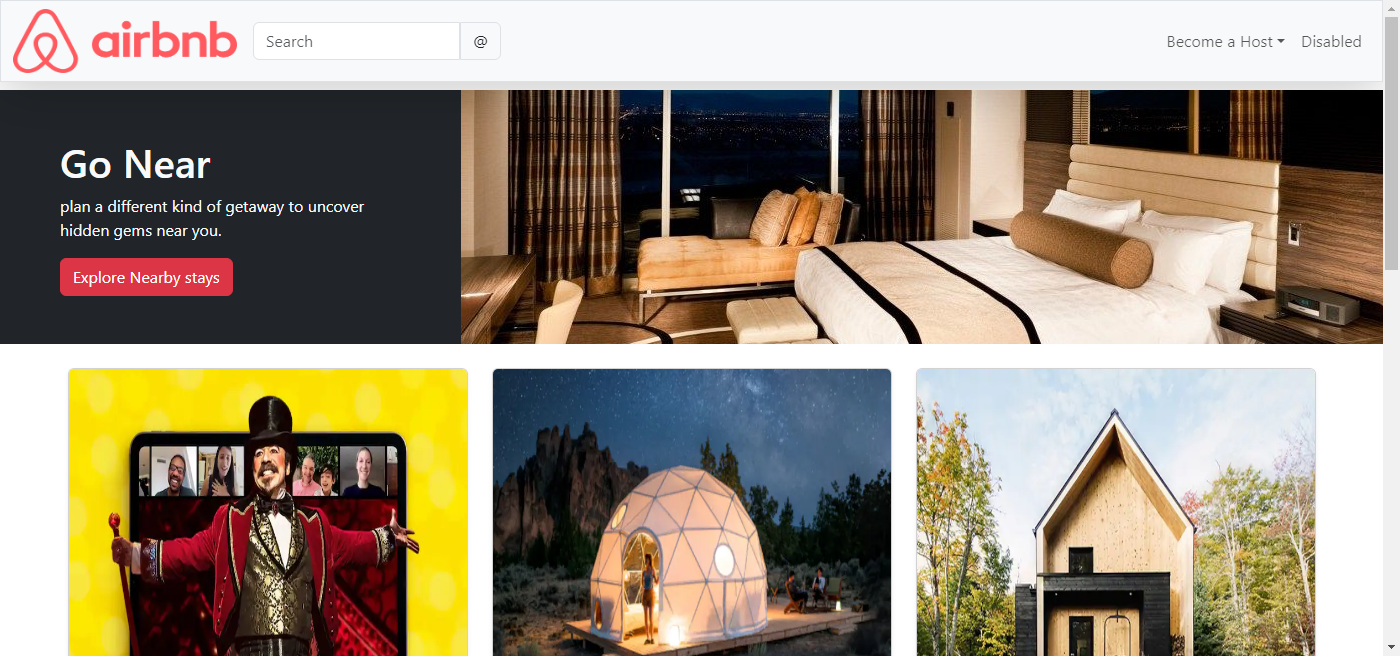 airbnb
Search
@
Become a Host
Disabled
Go Near
plan a different kind of getaway to uncover
hidden gems near you.
Explore Nearby stays